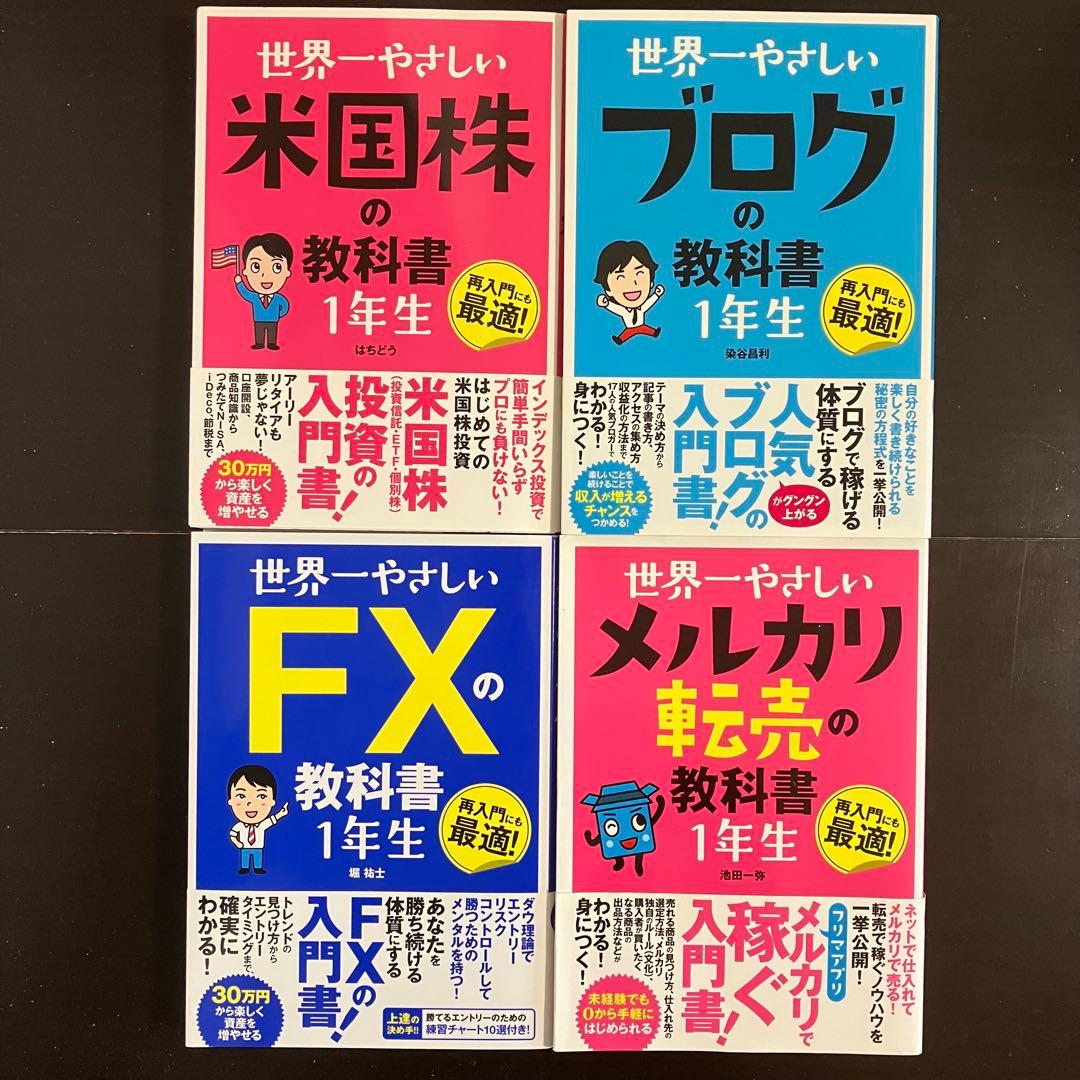 世界一やさしい
米国株
の
教科書
1年生
再入門にも
最適!
はちどう
インデックス投資で
簡単手間いらず
プロにも負けない!
はじめての
米国株投資
米国株
(投資信託・ETF・個別株)
投資の
入門書!
アーリー
リタイアも
夢じゃない!
口座開設、
商品知識から
つみたてNISA、
iDeco、節税まで
30万円
から楽しく
資産を
増やせる
世界一やさしい
ブログ
の
教科書
1年生
再入門にも
最適!
染谷昌利
自分の好きなことを
楽しく書き続けられる
秘密の方程式を一挙公開!
ブログで稼げる
体質にする
人気
がグングン
上がる
ブログの
入門書!
テーマの決め方から
記事の書き方、
アクセスの集め方
収益化の方法まで
17人の人気ブロガーで
わかる!
身につく!
楽しいことを
続けることで
収入が増える
チャンスを
つかめる!
世界一やさしい
FXの
教科書
1年生
再入門にも
最適!
堀 祐士
ダウ理論で
エントリー
リスク
コントロールして
勝つための
メンタルを持つ!
あなたを
勝ち続ける
体質にする
FXの
入門書!
トレンドの
見つけ方から
エントリー
タイミングまで、
確実に
わかる!
30万円
から楽しく
資産を
増やせる
上達の
決め手!!
勝てるエントリーのための
練習チャート10選付き!
世界一やさしい
メルカリ
転売の
教科書
1年生
再入門にも
最適!
池田一弥
ネットで仕入れて
メルカリで売る!
転売で稼ぐノウハウを
一挙公開!
フリマアプリ
メルカリで
稼ぐ!
入門書!
売れる商品の見つけ方、仕入れ先の
選定方法、メルカリ
独自のルール(文化)、
購入者が買いたく
なる商品の
出品方法などが
わかる!
身につく!
未経験でも
0から手軽に
はじめられる